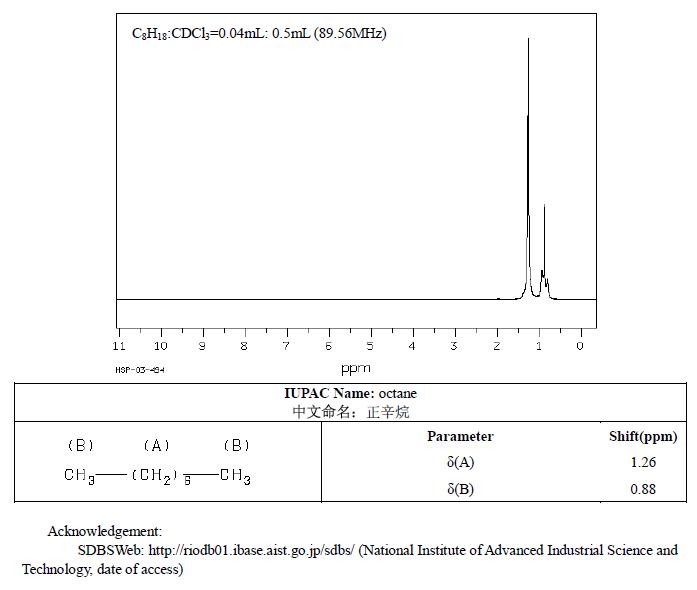 C₈H₁₈:CDCl₃=0.04mL: 0.5mL (89.56MHz)
11 10 9 8 7 6 5 4 3 2 1 0
HSP-03-494 ppm
IUPAC Name: octane
中文命名：正辛烷
(B) (A) (B)
CH₃—(CH₂)₆—CH₃
Parameter Shift(ppm)
δ(A) 1.26
δ(B) 0.88
Acknowledgement:
SDBSWeb: http://riodb01.ibase.aist.go.jp/sdbs/ (National Institute of Advanced Industrial Science and
Technology, date of access)